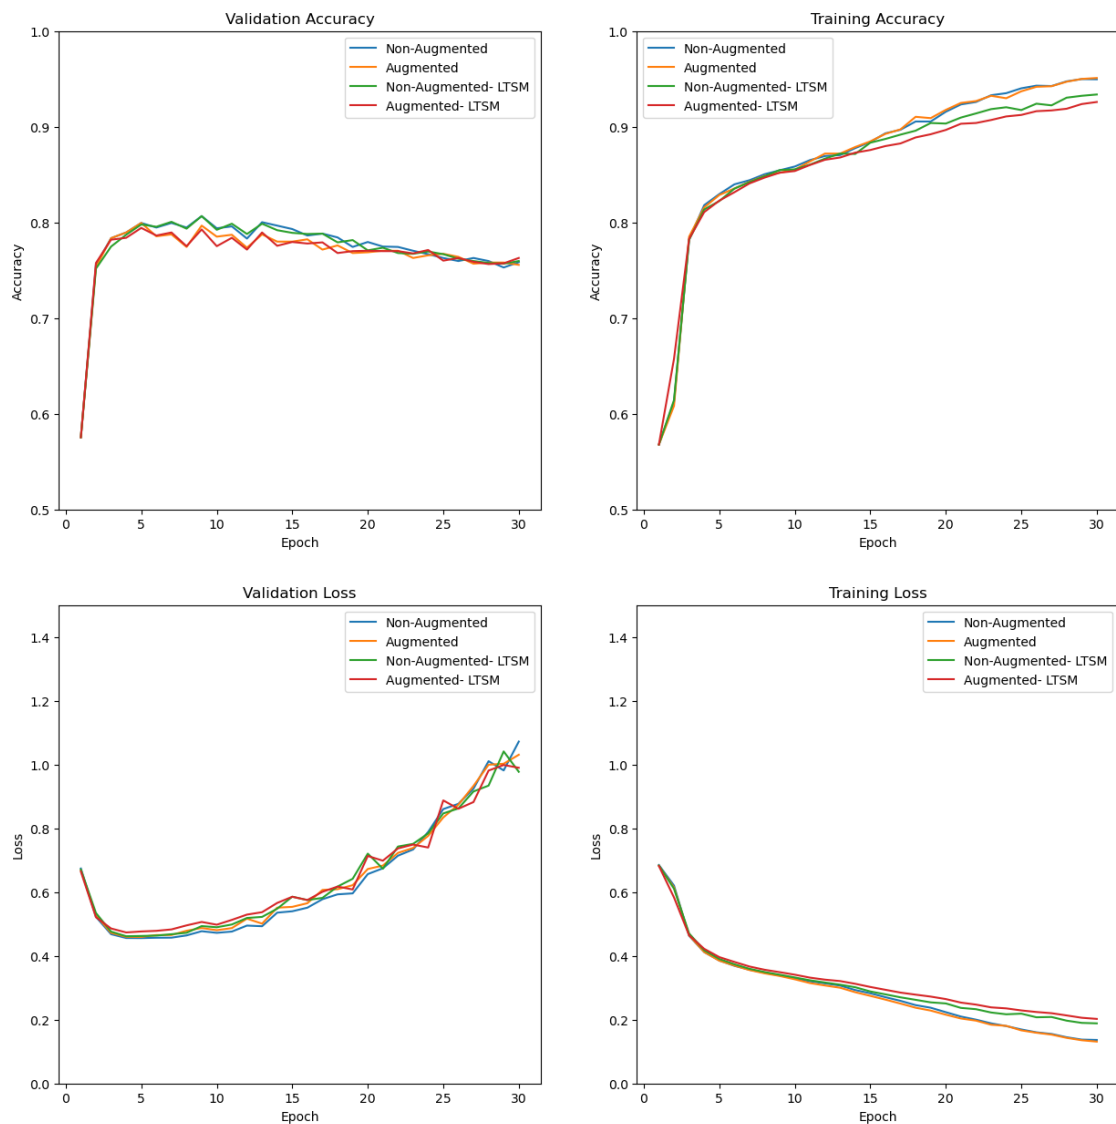 Validation Accuracy
Non-Augmented
Augmented
Non-Augmented- LTSM
Augmented- LTSM
1.0
0.9
0.8
0.7
0.6
0.5
Accuracy
0 5 10 15 20 25 30
Epoch
Training Accuracy
Non-Augmented
Augmented
Non-Augmented- LTSM
Augmented- LTSM
1.0
0.9
0.8
0.7
0.6
0.5
Accuracy
0 5 10 15 20 25 30
Epoch
Validation Loss
Non-Augmented
Augmented
Non-Augmented- LTSM
Augmented- LTSM
1.4
1.2
1.0
0.8
0.6
0.4
0.2
0.0
Loss
0 5 10 15 20 25 30
Epoch
Training Loss
Non-Augmented
Augmented
Non-Augmented- LTSM
Augmented- LTSM
1.4
1.2
1.0
0.8
0.6
0.4
0.2
0.0
Loss
0 5 10 15 20 25 30
Epoch